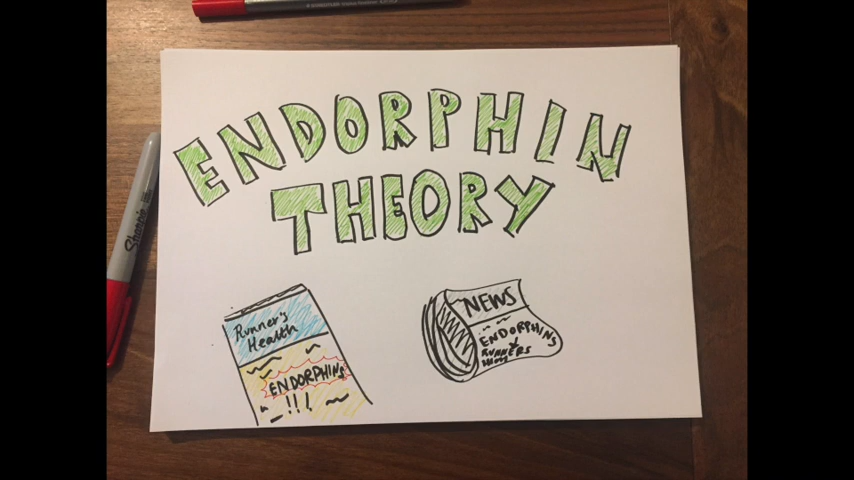 ENDORPHIN
THEORY
Runner's
Health
ENDORPHINS
!!!
NEWS
ENDORPHINS
RUNNERS
Sharpie